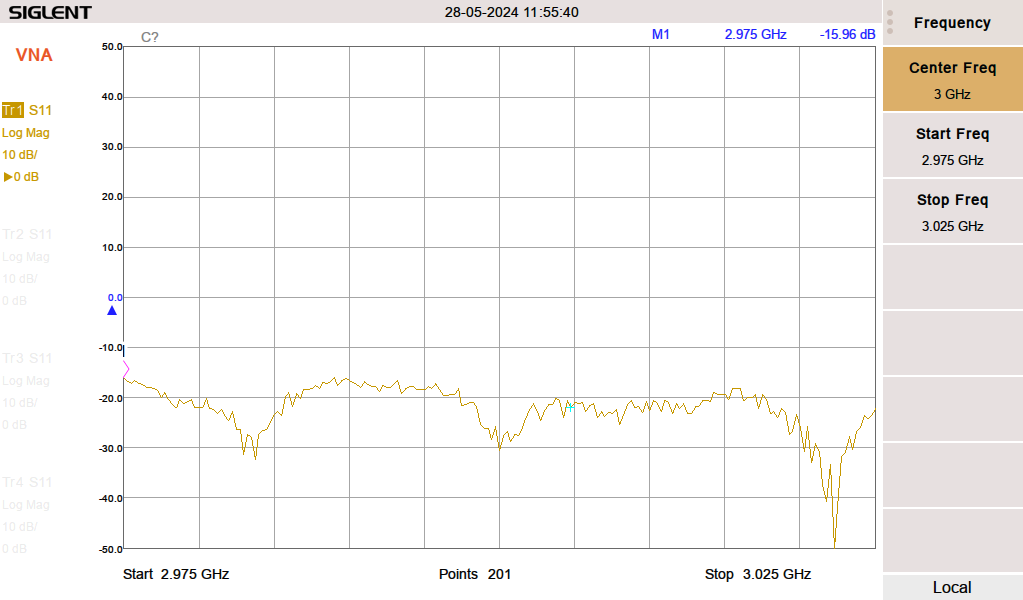 SIGLENT
28-05-2024 11:55:40
VNA
C?
M1 2.975 GHz -15.96 dB
Tr1 S11
Log Mag
10 dB/
▶0 dB
Tr2 S11
Log Mag
10 dB/
0 dB
Tr3 S11
Log Mag
10 dB/
0 dB
Tr4 S11
Log Mag
10 dB/
0 dB
50.0
40.0
30.0
20.0
10.0
0.0
-10.0
-20.0
-30.0
-40.0
-50.0
Start 2.975 GHz
Points 201
Stop 3.025 GHz
Frequency
Center Freq
3 GHz
Start Freq
2.975 GHz
Stop Freq
3.025 GHz
Local